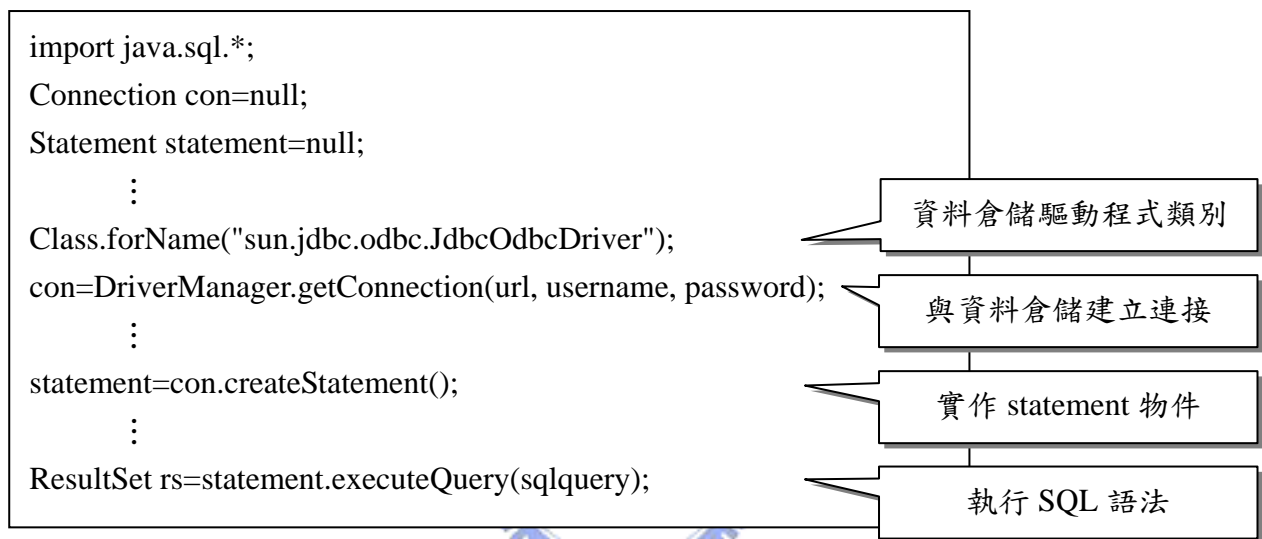 import java.sql.*;
Connection con=null;
Statement statement=null;
⋮
Class.forName("sun.jdbc.odbc.JdbcOdbcDriver");
資料倉儲驅動程式類別
con=DriverManager.getConnection(url, username, password);
與資料倉儲建立連接
⋮
statement=con.createStatement();
實作 statement 物件
⋮
ResultSet rs=statement.executeQuery(sqlquery);
執行 SQL 語法